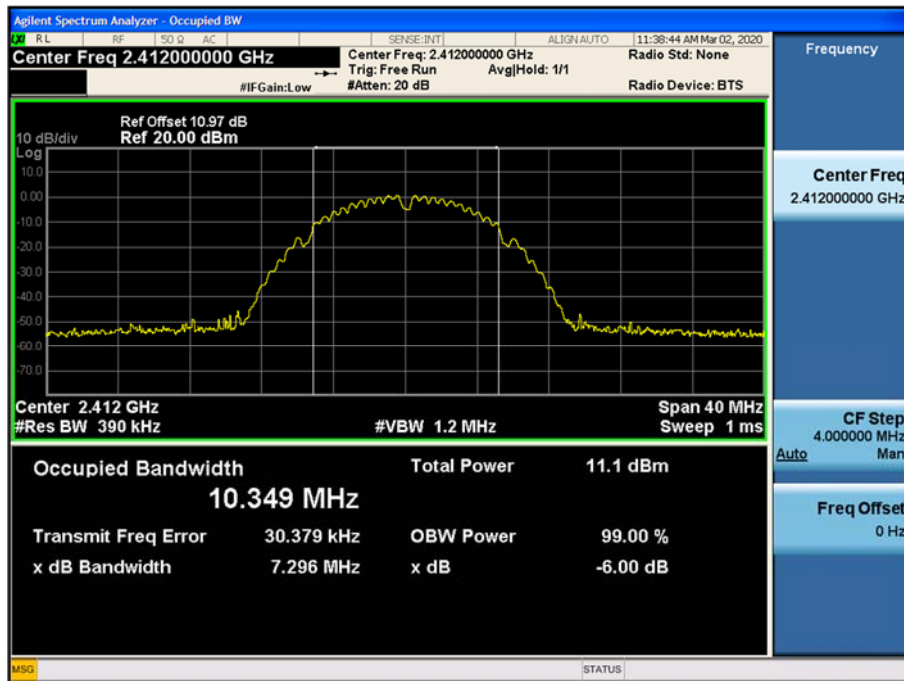 Agilent Spectrum Analyzer - Occupied BW
LXI RL RF 50 Ω AC SENSE:INT ALIGN AUTO 11:38:44 AM Mar 02, 2020
Center Freq 2.412000000 GHz
Center Freq: 2.412000000 GHz Radio Std: None
Trig: Free Run Avg|Hold: 1/1
#IFGain:Low #Atten: 20 dB Radio Device: BTS
Ref Offset 10.97 dB
10 dB/div Ref 20.00 dBm
Log
10.0
0.00
-10.0
-20.0
-30.0
-40.0
-50.0
-60.0
-70.0
Center 2.412 GHz Span 40 MHz
#Res BW 390 kHz #VBW 1.2 MHz Sweep 1 ms
Occupied Bandwidth Total Power 11.1 dBm
10.349 MHz
Transmit Freq Error 30.379 kHz OBW Power 99.00 %
x dB Bandwidth 7.296 MHz x dB -6.00 dB
Frequency
Center Freq
2.412000000 GHz
CF Step
4.000000 MHz
Auto Man
Freq Offset
0 Hz
MSG STATUS